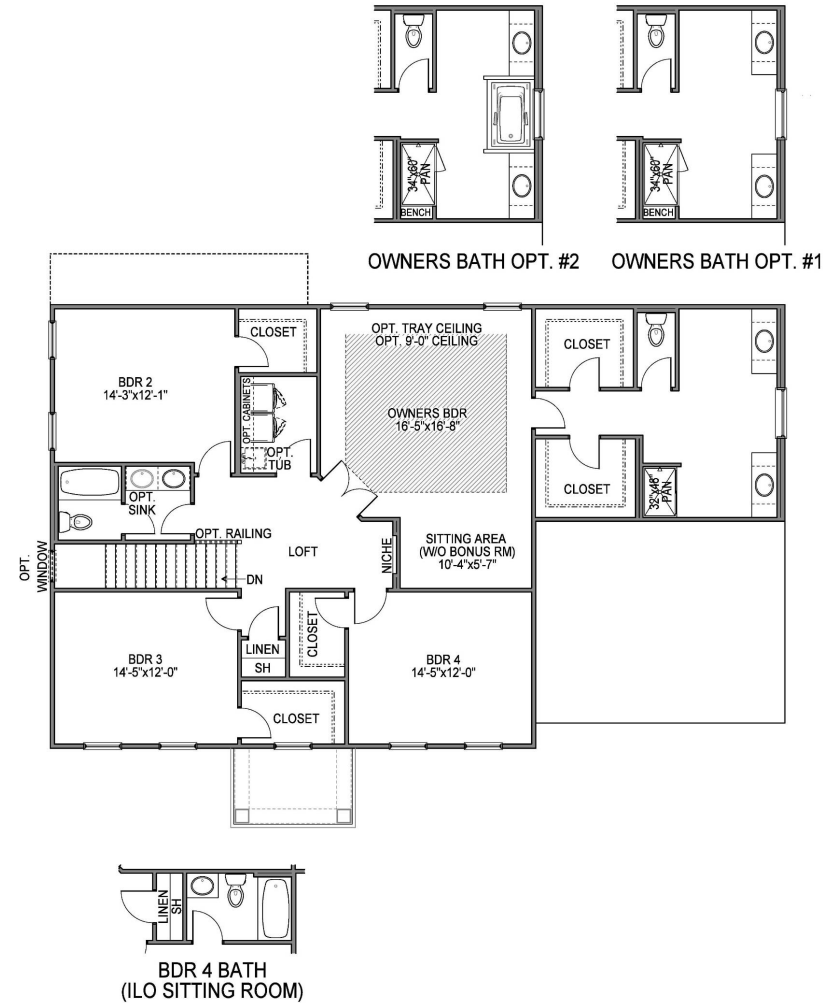 34"x60"
PAN
BENCH
34"x60"
PAN
BENCH
OWNERS BATH OPT. #2
OWNERS BATH OPT. #1
CLOSET
OPT. TRAY CEILING
OPT. 9'-0" CEILING
CLOSET
BDR 2
14'-3"x12'-1"
OPT. CABINETS
OWNERS BDR
16'-5"x16'-8"
OPT.
TUB
CLOSET
32"x48"
PAN
OPT.
SINK
OPT. RAILING
LOFT
NICHE
SITTING AREA
(W/O BONUS RM)
10'-4"x5'-7"
OPT.
WINDOW
DN
BDR 3
14'-5"x12'-0"
LINEN
SH
CLOSET
BDR 4
14'-5"x12'-0"
CLOSET
LINEN
SH
BDR 4 BATH
(ILO SITTING ROOM)